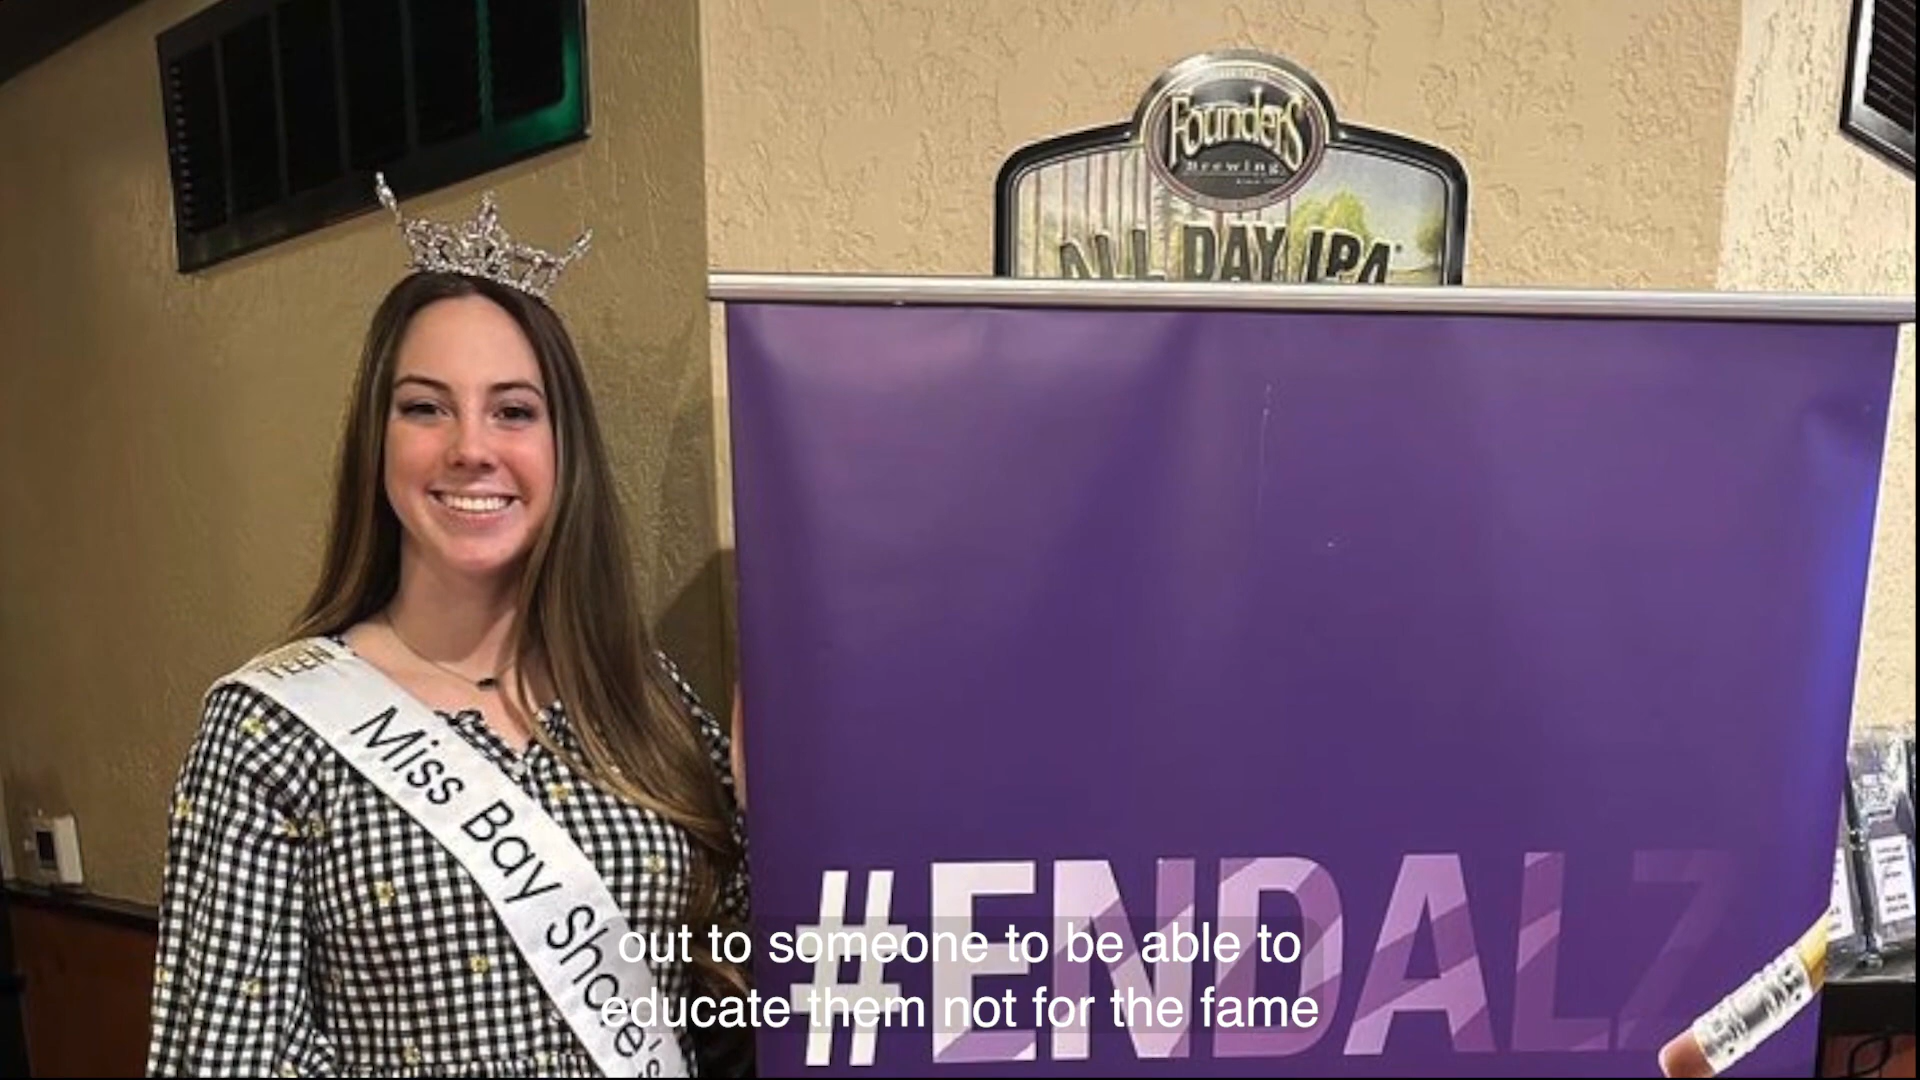 Founders
Brewing
ALL DAY IPA
TEEN
Miss Bay Shore's
#ENDALZ
out to someone to be able to
educate them not for the fame